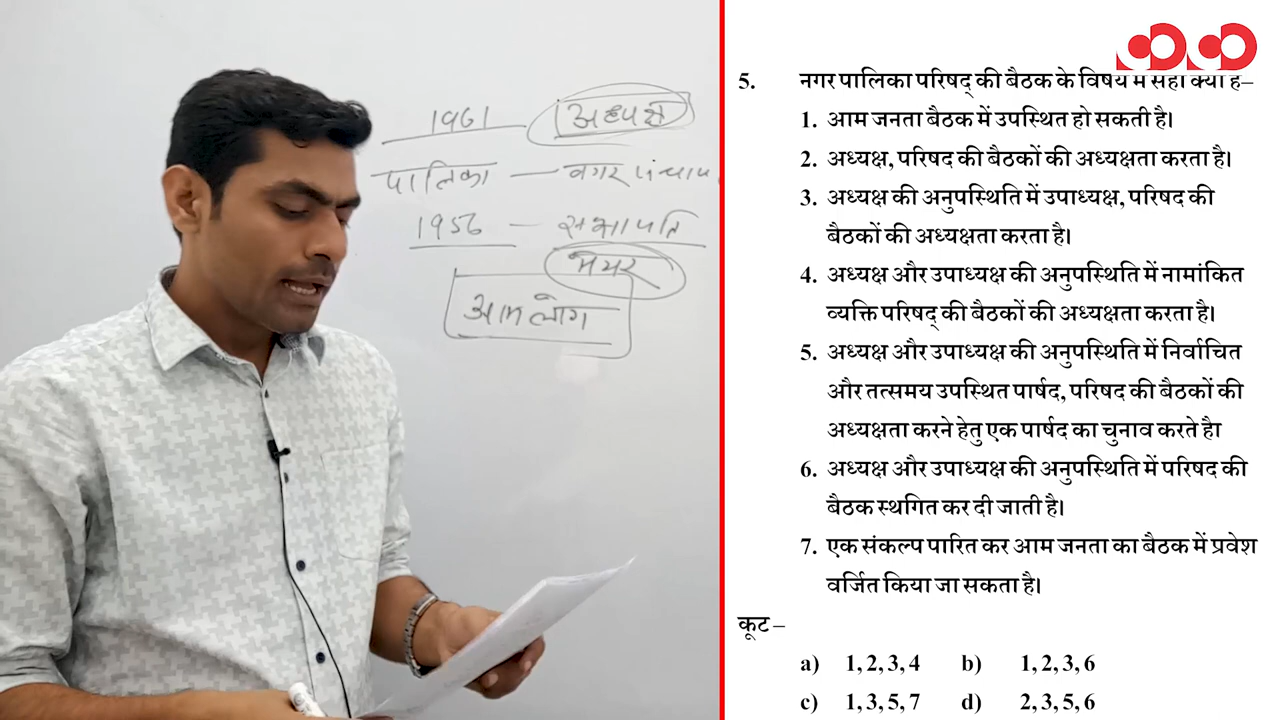 1961 अध्यक्ष
पालिका — नगर पंचाय
1956 — सभापति
मेयर
आम लोग
5. नगर पालिका परिषद् की बैठक के विषय में सही क्या है–
1. आम जनता बैठक में उपस्थित हो सकती है।
2. अध्यक्ष, परिषद की बैठकों की अध्यक्षता करता है।
3. अध्यक्ष की अनुपस्थिति में उपाध्यक्ष, परिषद की
बैठकों की अध्यक्षता करता है।
4. अध्यक्ष और उपाध्यक्ष की अनुपस्थिति में नामांकित
व्यक्ति परिषद् की बैठकों की अध्यक्षता करता है।
5. अध्यक्ष और उपाध्यक्ष की अनुपस्थिति में निर्वाचित
और तत्समय उपस्थित पार्षद, परिषद की बैठकों की
अध्यक्षता करने हेतु एक पार्षद का चुनाव करते है।
6. अध्यक्ष और उपाध्यक्ष की अनुपस्थिति में परिषद की
बैठक स्थगित कर दी जाती है।
7. एक संकल्प पारित कर आम जनता का बैठक में प्रवेश
वर्जित किया जा सकता है।
कूट–
a) 1, 2, 3, 4 b) 1, 2, 3, 6
c) 1, 3, 5, 7 d) 2, 3, 5, 6